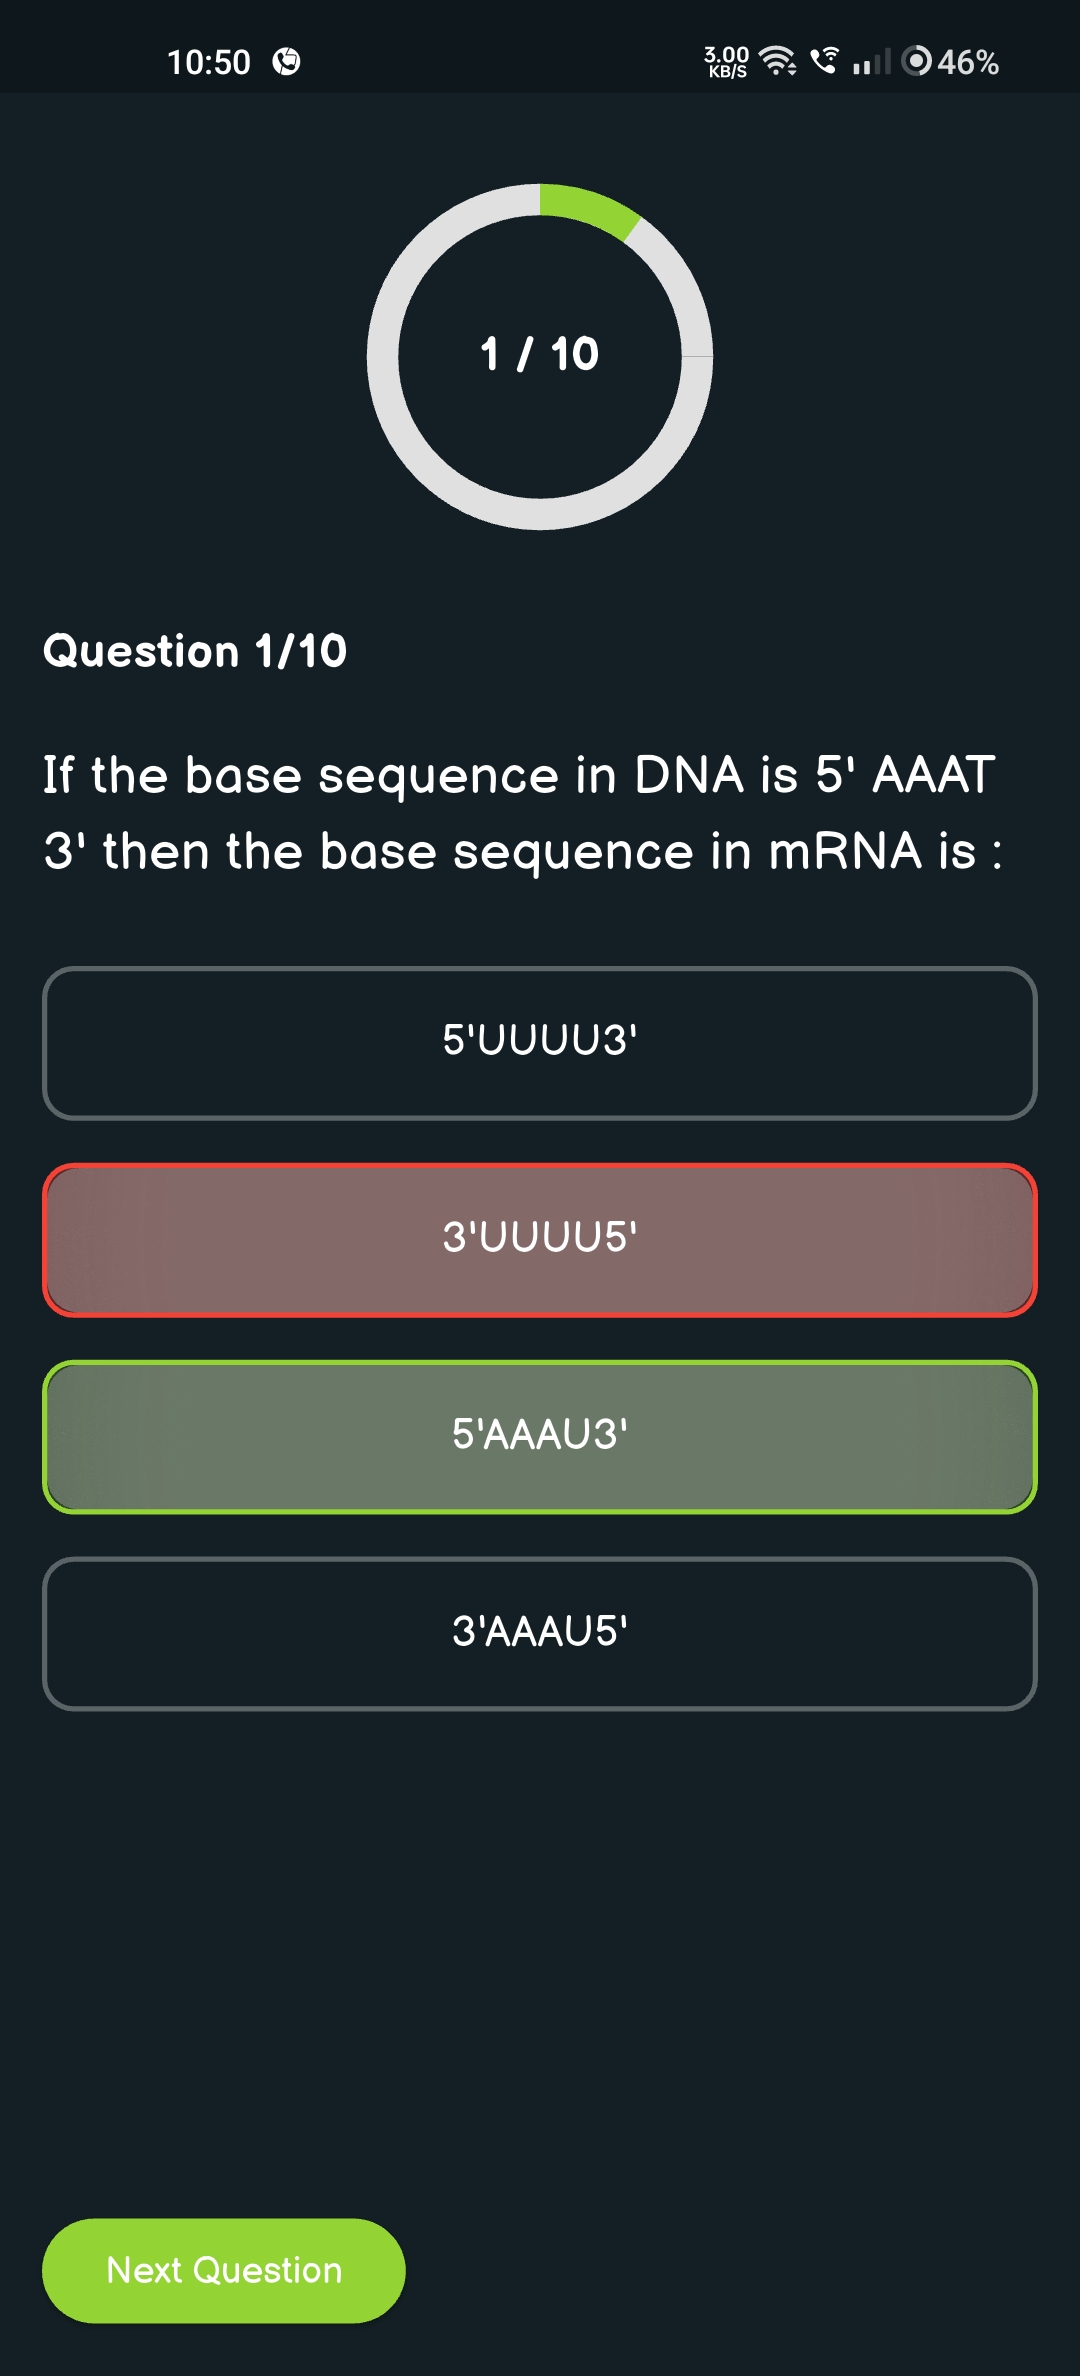 10:50
3.00
KB/S
46%
1 / 10
Question 1/10
If the base sequence in DNA is 5' AAAT
3' then the base sequence in mRNA is :
5'UUUU3'
3'UUUU5'
5'AAAU3'
3'AAAU5'
Next Question